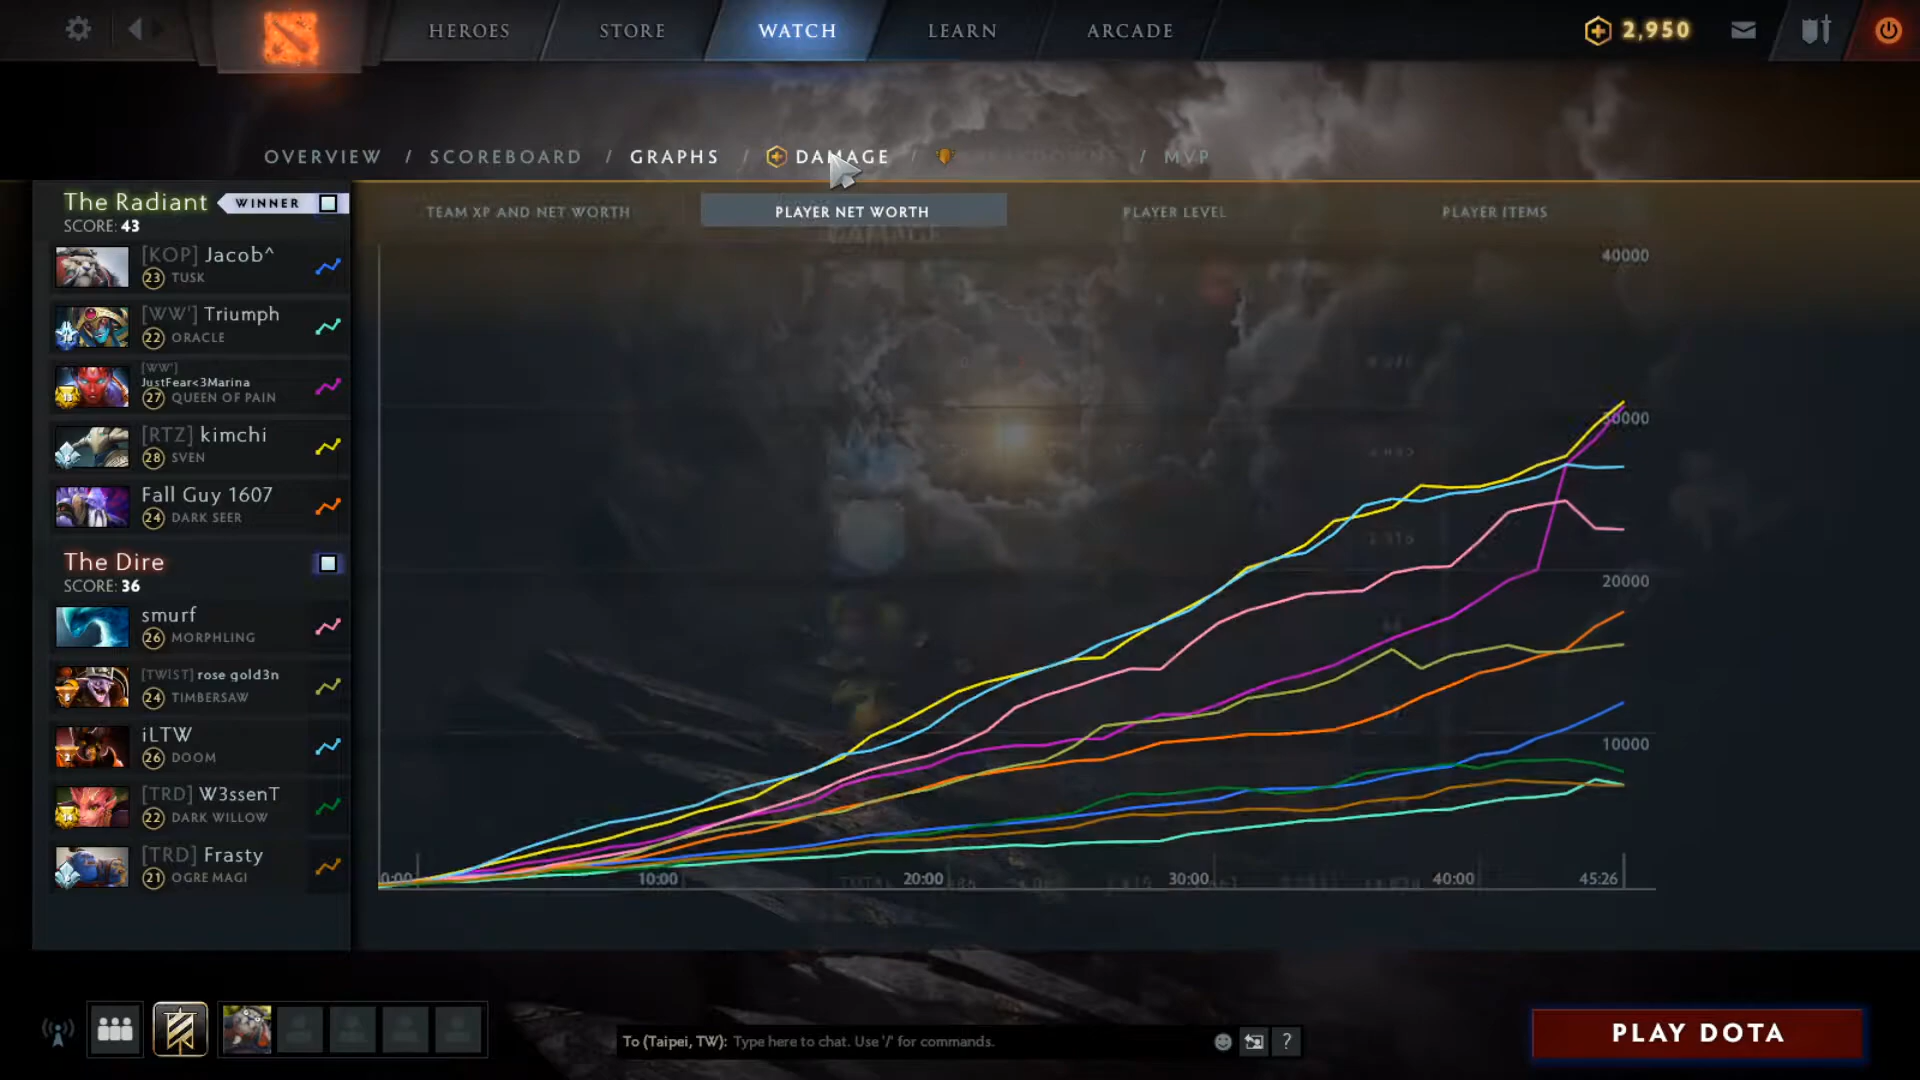 HEROES
STORE
WATCH
LEARN
ARCADE
2,950
OVERVIEW / SCOREBOARD / GRAPHS / DAMAGE / / MVP
The Radiant
WINNER
SCORE: 43
[KOP] Jacob^
23 TUSK
[WW'] Triumph
22 ORACLE
[WW']
JustFear<3Marina
27 QUEEN OF PAIN
[RTZ] kimchi
28 SVEN
Fall Guy 1607
24 DARK SEER
The Dire
SCORE: 36
smurf
26 MORPHLING
[TWIST] rose gold3n
24 TIMBERSAW
iLTW
26 DOOM
[TRD] W3ssenT
22 DARK WILLOW
[TRD] Frasty
21 OGRE MAGI
TEAM XP AND NET WORTH
PLAYER NET WORTH
PLAYER LEVEL
PLAYER ITEMS
DAMAGE
40000
30000
20000
10000
0:00
10:00
20:00
30:00
40:00
45:26
To (Taipei, TW): Type here to chat. Use '/' for commands.
?
PLAY DOTA